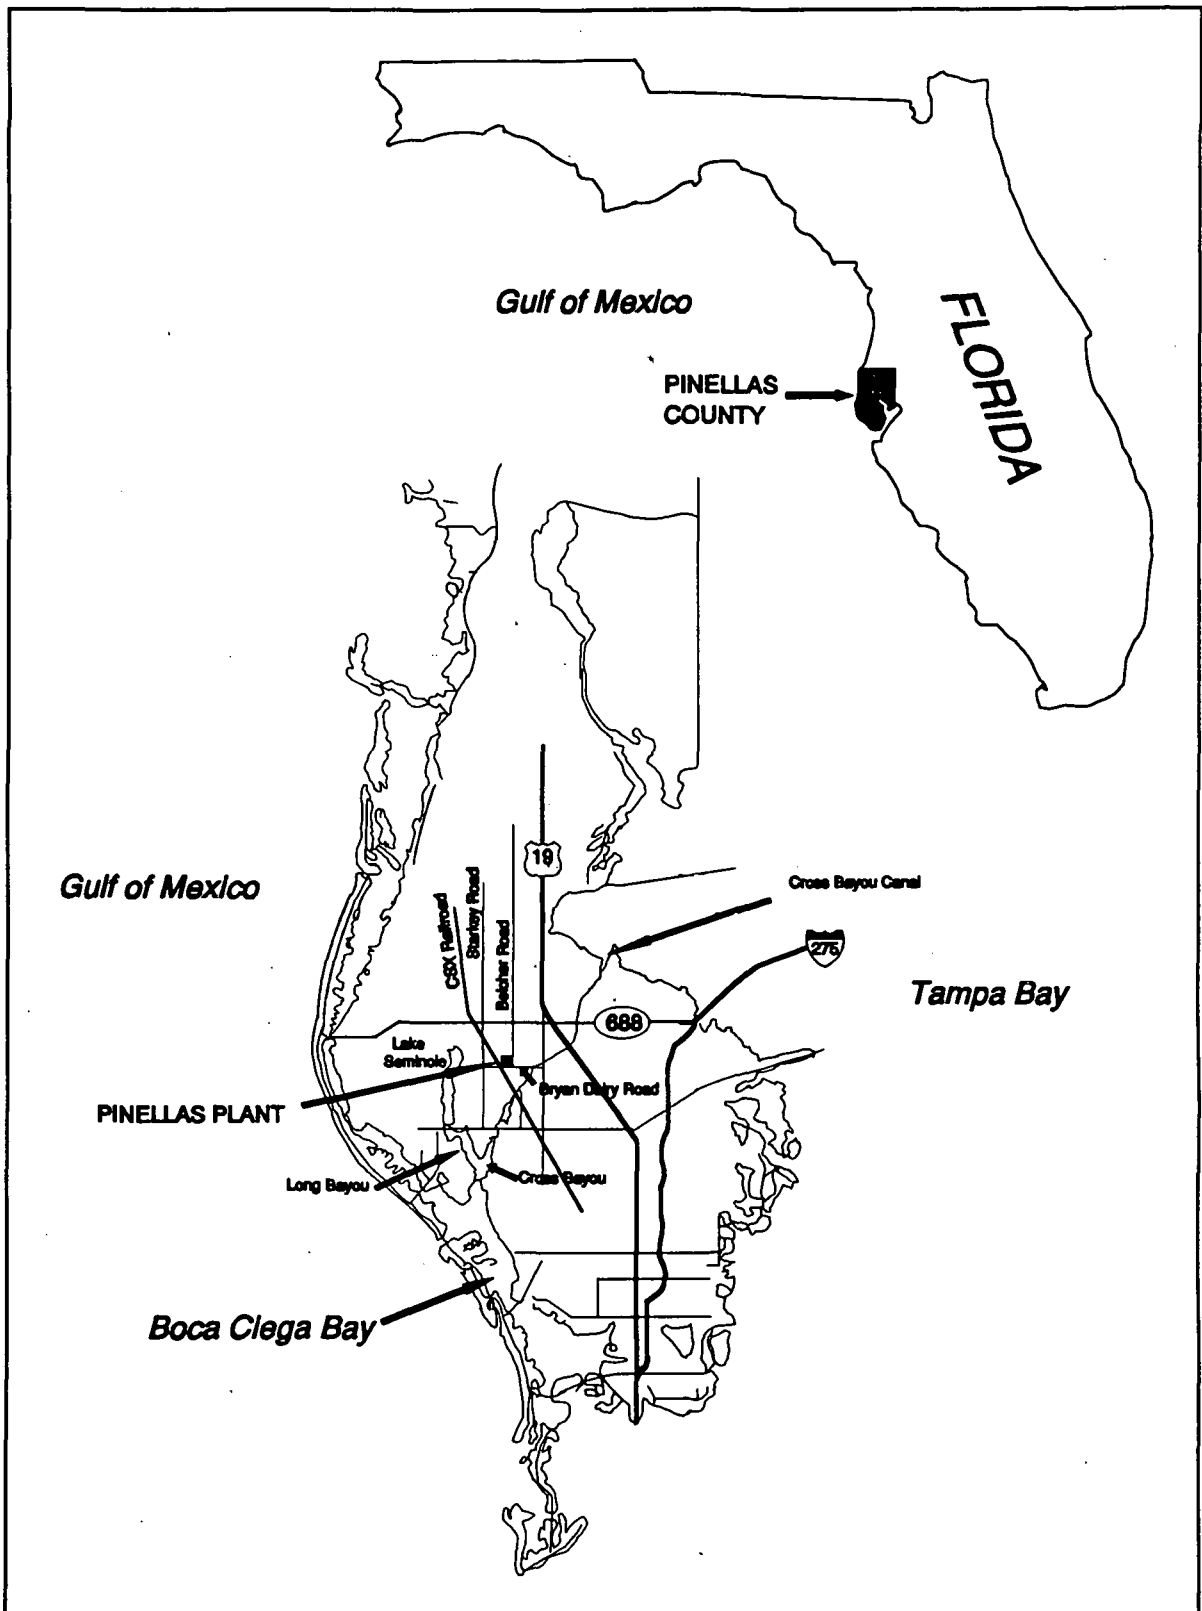 Gulf of Mexico
PINELLAS
COUNTY
FLORIDA
19
Gulf of Mexico
Cross Bayou Canal
CSX Railroad
Starkey Road
Belcher Road
275
Tampa Bay
688
Lake
Seminole
Bryan Dairy Road
PINELLAS PLANT
Long Bayou
Cross Bayou
Boca Ciega Bay